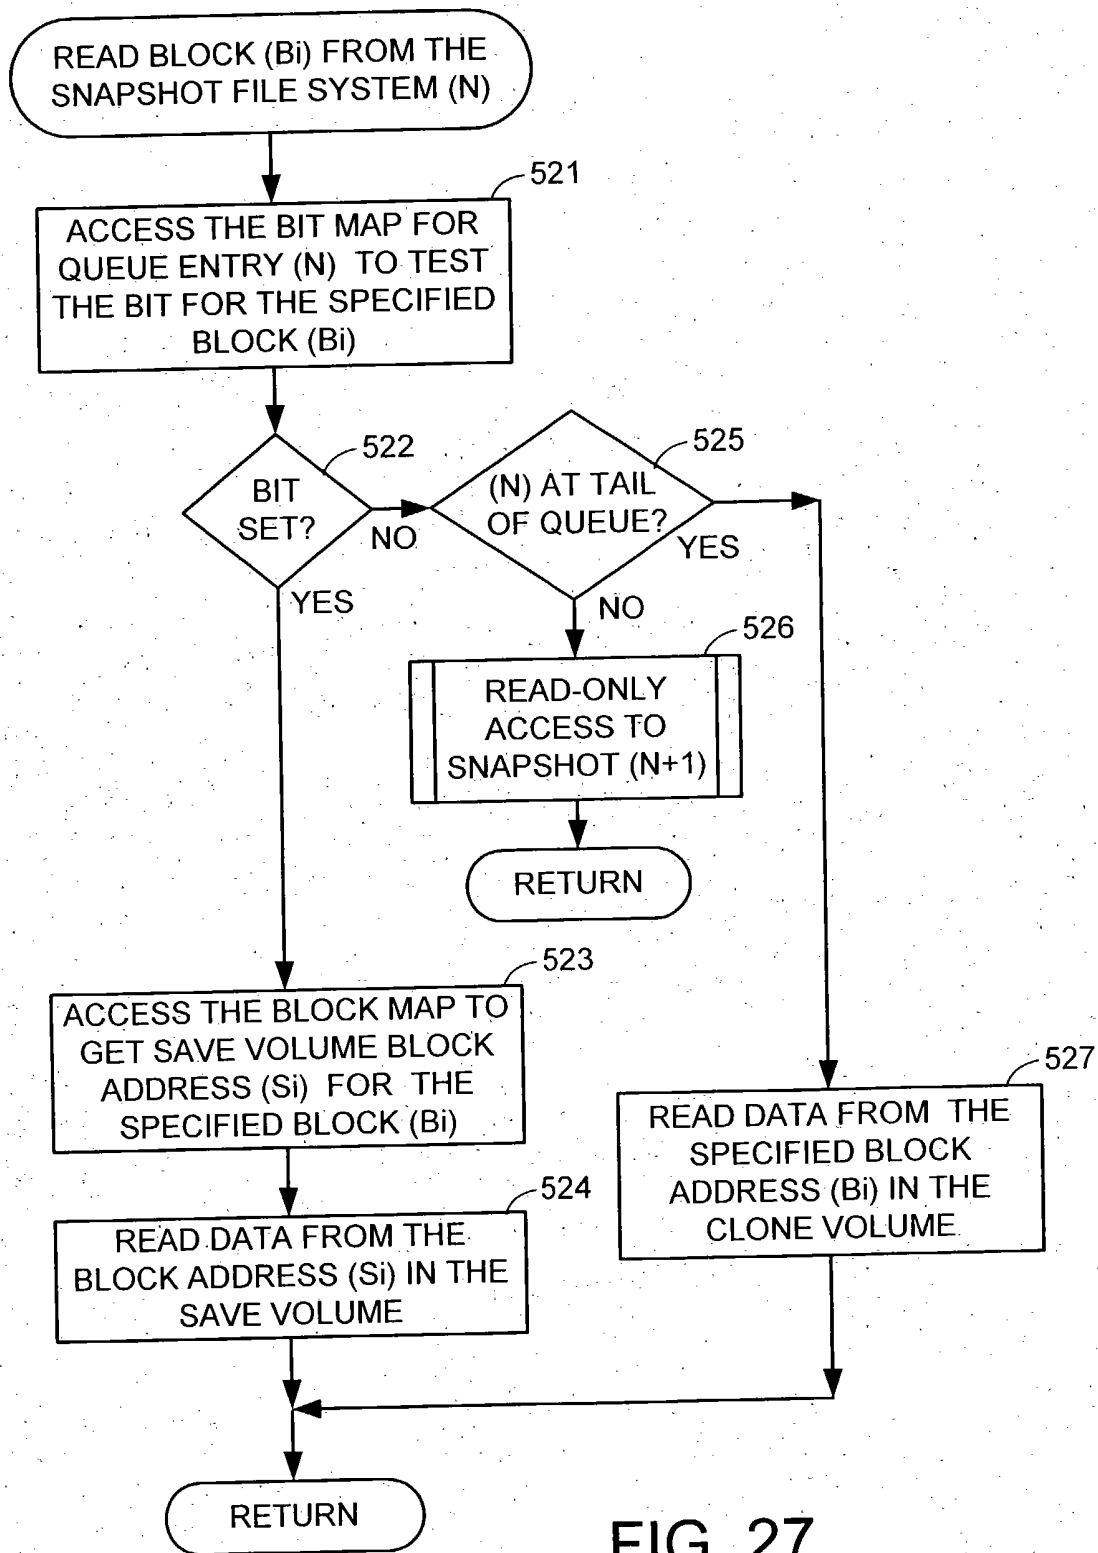 READ BLOCK (Bi) FROM THE
SNAPSHOT FILE SYSTEM (N)
521
ACCESS THE BIT MAP FOR
QUEUE ENTRY (N) TO TEST
THE BIT FOR THE SPECIFIED
BLOCK (Bi)
522
BIT
SET?
NO
YES
525
(N) AT TAIL
OF QUEUE?
YES
NO
526
READ-ONLY
ACCESS TO
SNAPSHOT (N+1)
RETURN
523
ACCESS THE BLOCK MAP TO
GET SAVE VOLUME BLOCK
ADDRESS (Si) FOR THE
SPECIFIED BLOCK (Bi)
524
READ DATA FROM THE
BLOCK ADDRESS (Si) IN THE
SAVE VOLUME
527
READ DATA FROM THE
SPECIFIED BLOCK
ADDRESS (Bi) IN THE
CLONE VOLUME
RETURN
FIG. 27